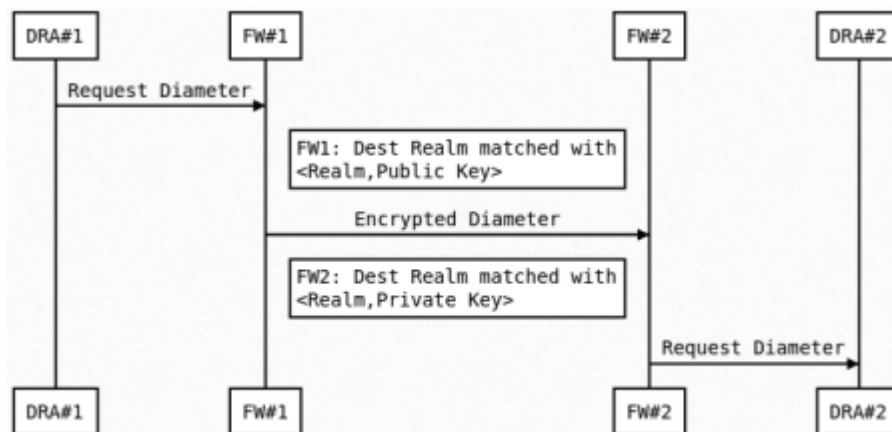 DRA#1
FW#1
FW#2
DRA#2
Request Diameter
FW1: Dest Realm matched with
<Realm,Public Key>
Encrypted Diameter
FW2: Dest Realm matched with
<Realm,Private Key>
Request Diameter
DRA#1
FW#1
FW#2
DRA#2